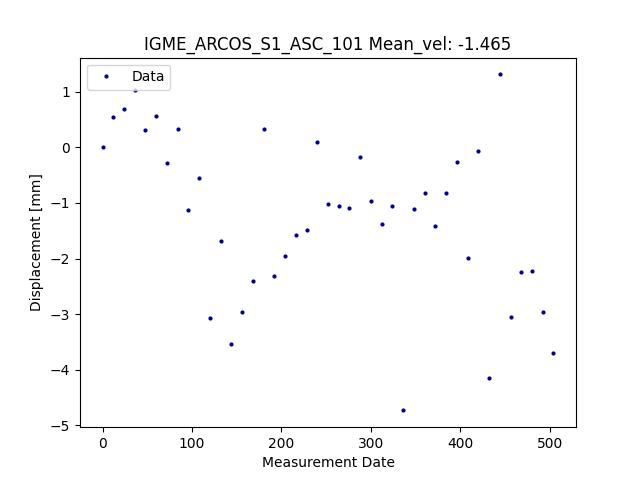 IGME_ARCOS_S1_ASC_101 Mean_vel: -1.465
Data
1
0
−1
−2
−3
−4
−5
Displacement [mm]
0 100 200 300 400 500
Measurement Date